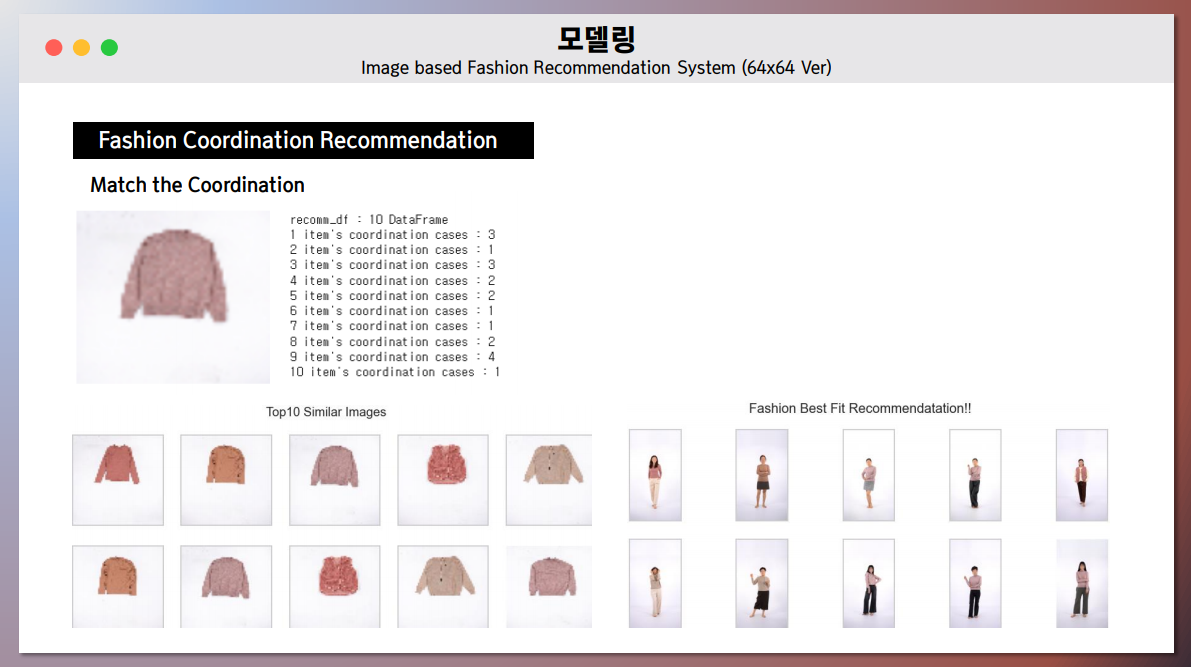 모델링
Image based Fashion Recommendation System (64x64 Ver)
Fashion Coordination Recommendation
Match the Coordination
recomm_df : 10 DataFrame
1 item's coordination cases : 3
2 item's coordination cases : 1
3 item's coordination cases : 3
4 item's coordination cases : 2
5 item's coordination cases : 2
6 item's coordination cases : 1
7 item's coordination cases : 1
8 item's coordination cases : 2
9 item's coordination cases : 4
10 item's coordination cases : 1
Top10 Similar Images
Fashion Best Fit Recommendatation!!